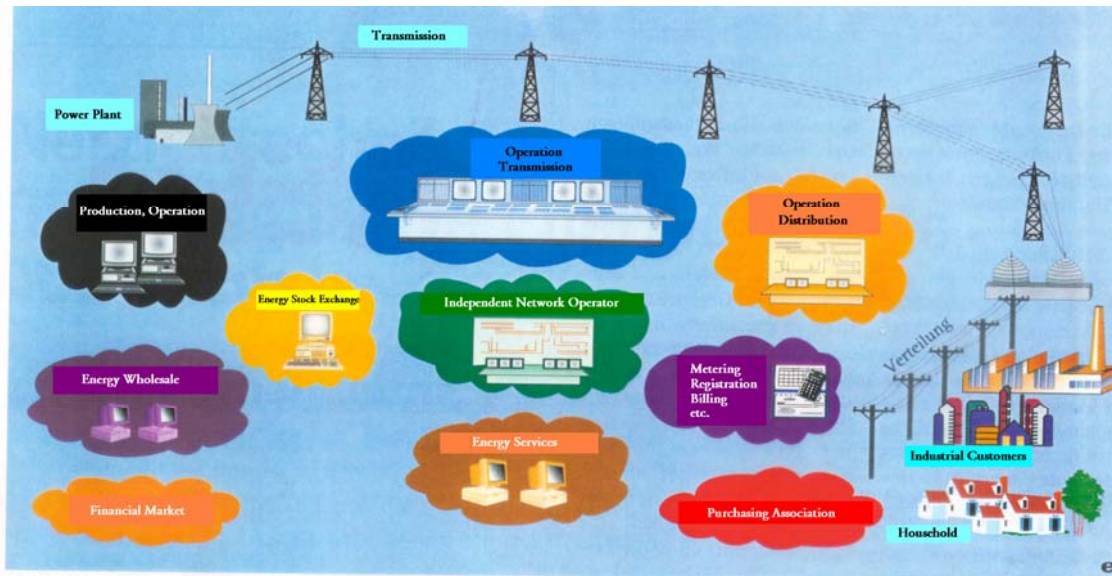 Transmission
Power Plant
Operation
Transmission
Production, Operation
Operation
Distribution
Energy Stock Exchange
Independent Network Operator
Verteilung
Energy Wholesale
Metering
Registration
Billing
etc.
Energy Services
Industrial Customers
Financial Market
Purchasing Association
Household
e